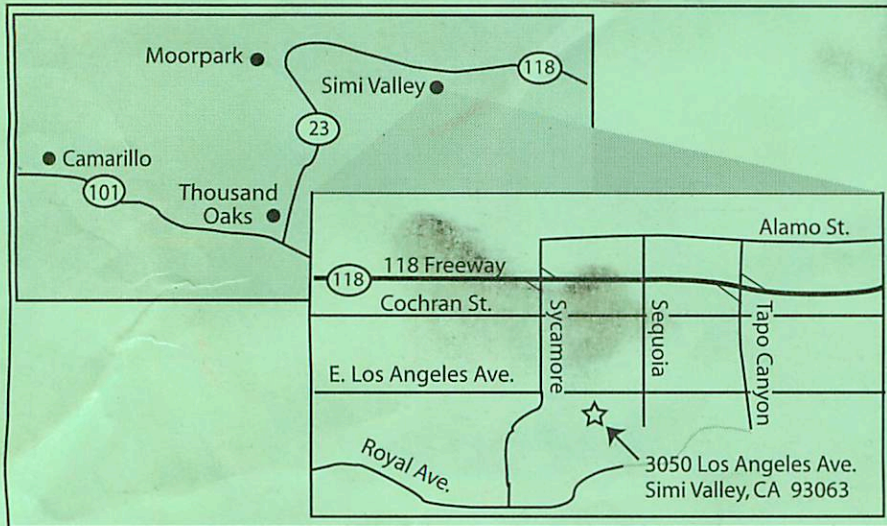 Moorpark
118
Simi Valley
23
Camarillo
101
Thousand
Oaks
Alamo St.
118 Freeway
118
Cochran St.
Sycamore
Sequoia
Tapo Canyon
E. Los Angeles Ave.
Royal Ave.
3050 Los Angeles Ave.
Simi Valley, CA 93063